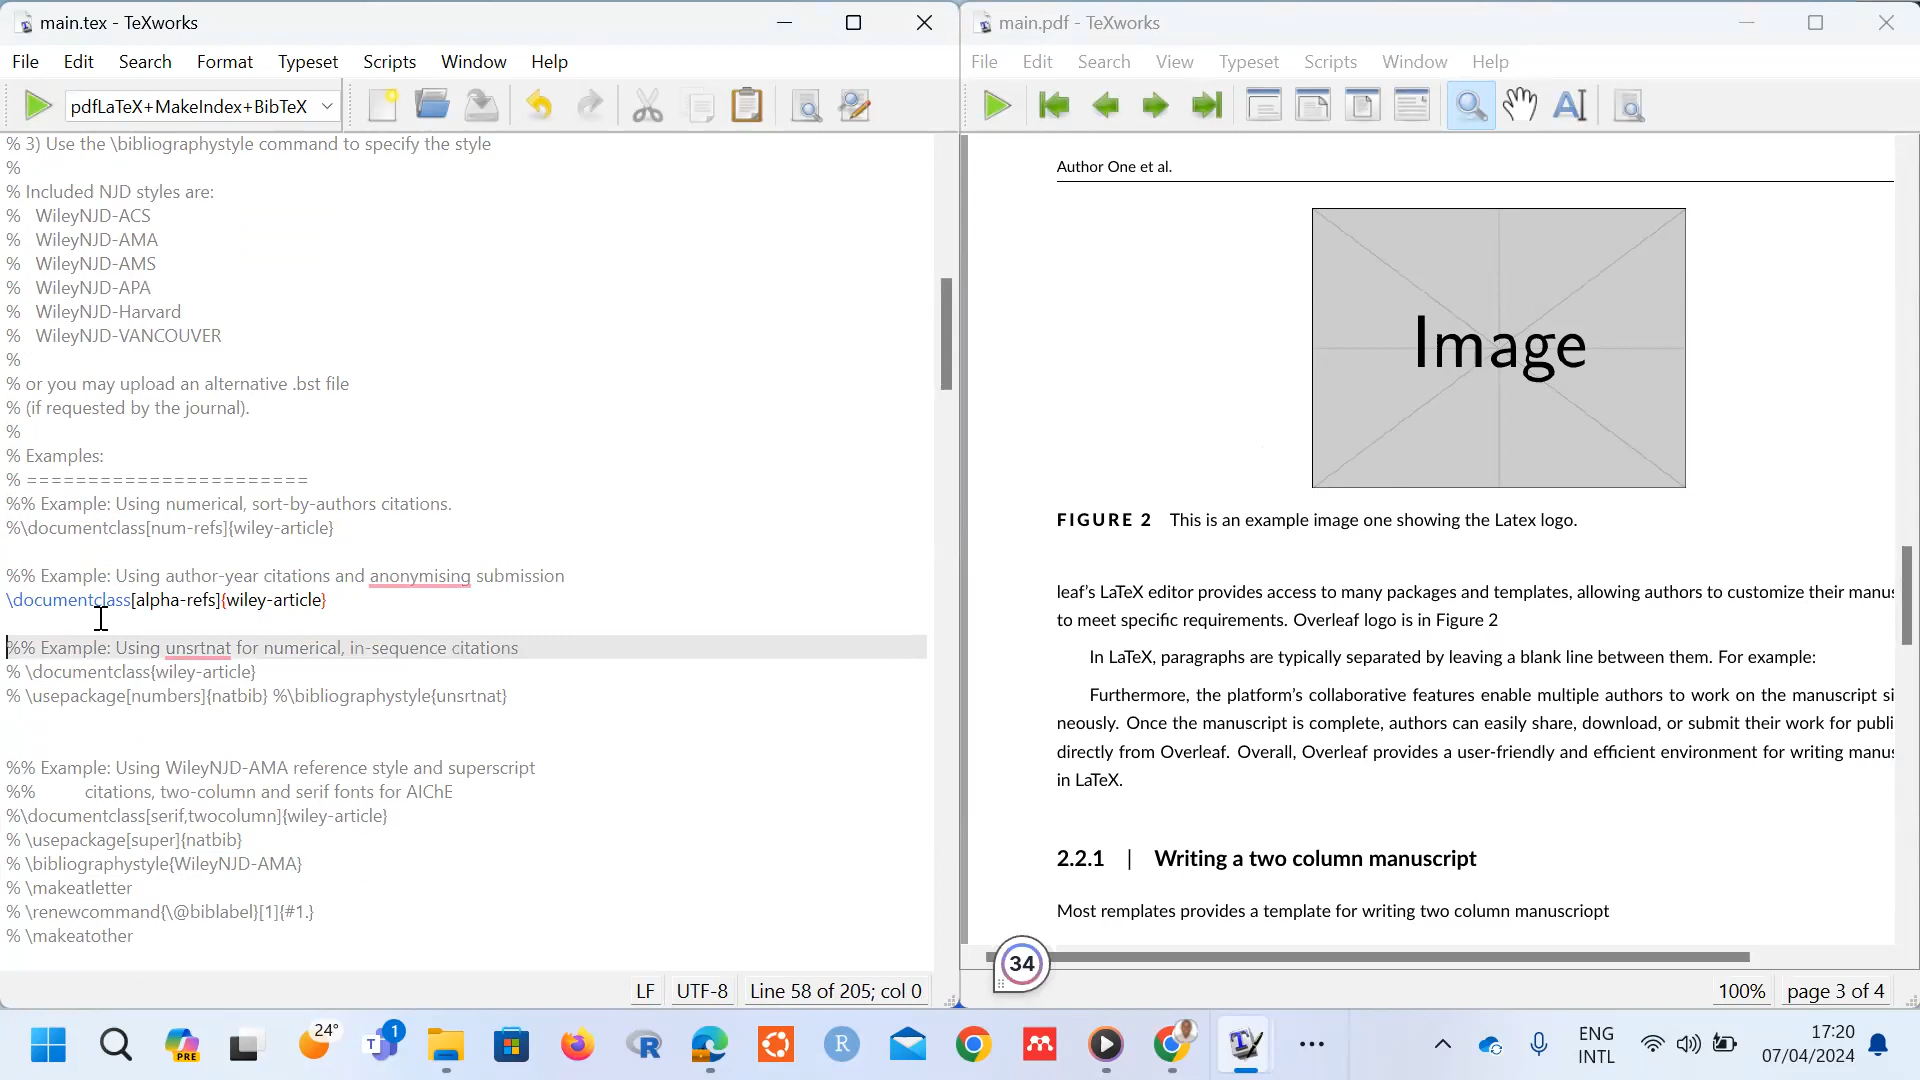 main.tex - TeXworks
File Edit Search Format Typeset Scripts Window Help
pdfLaTeX+MakeIndex+BibTeX
% 3) Use the \bibliographystyle command to specify the style
%
% Included NJD styles are:
% WileyNJD-ACS
% WileyNJD-AMA
% WileyNJD-AMS
% WileyNJD-APA
% WileyNJD-Harvard
% WileyNJD-VANCOUVER
%
% or you may upload an alternative .bst file
% (if requested by the journal).
%
% Examples:
% =======================
%% Example: Using numerical, sort-by-authors citations.
%\documentclass[num-refs]{wiley-article}
%% Example: Using author-year citations and anonymising submission
\documentclass[alpha-refs]{wiley-article}
%% Example: Using unsrtnat for numerical, in-sequence citations
% \documentclass{wiley-article}
% \usepackage[numbers]{natbib} %\bibliographystyle{unsrtnat}
%% Example: Using WileyNJD-AMA reference style and superscript
%% citations, two-column and serif fonts for AIChE
%\documentclass[serif,twocolumn]{wiley-article}
% \usepackage[super]{natbib}
% \bibliographystyle{WileyNJD-AMA}
% \makeatletter
% \renewcommand{\@biblabel}[1]{#1.}
% \makeatother
LF UTF-8 Line 58 of 205; col 0
main.pdf - TeXworks
File Edit Search View Typeset Scripts Window Help
Author One et al.
Image
FIGURE 2 This is an example image one showing the Latex logo.
leaf's LaTeX editor provides access to many packages and templates, allowing authors to customize their manus
to meet specific requirements. Overleaf logo is in Figure 2
In LaTeX, paragraphs are typically separated by leaving a blank line between them. For example:
Furthermore, the platform's collaborative features enable multiple authors to work on the manuscript si
neously. Once the manuscript is complete, authors can easily share, download, or submit their work for publi
directly from Overleaf. Overall, Overleaf provides a user-friendly and efficient environment for writing manus
in LaTeX.
2.2.1 | Writing a two column manuscript
Most remplates provides a template for writing two column manuscriopt
34
100% page 3 of 4
PRE
24°
T 1
R
R
ENG
INTL
17:20
07/04/2024